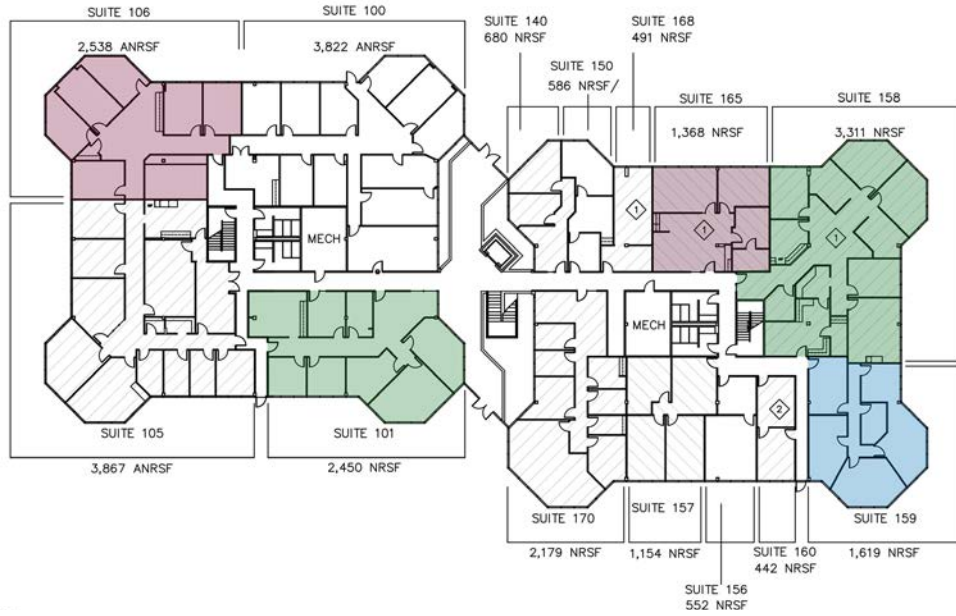 SUITE 106
SUITE 100
2,538 ANRSF
3,822 ANRSF
SUITE 140
680 NRSF
SUITE 168
491 NRSF
SUITE 150
586 NRSF/
SUITE 165
SUITE 158
1,368 NRSF
3,311 NRSF
1
1
1
MECH
MECH
2
SUITE 105
SUITE 101
3,867 ANRSF
2,450 NRSF
SUITE 170
SUITE 157
SUITE 159
2,179 NRSF
1,154 NRSF
SUITE 160
442 NRSF
1,619 NRSF
SUITE 156
552 NRSF